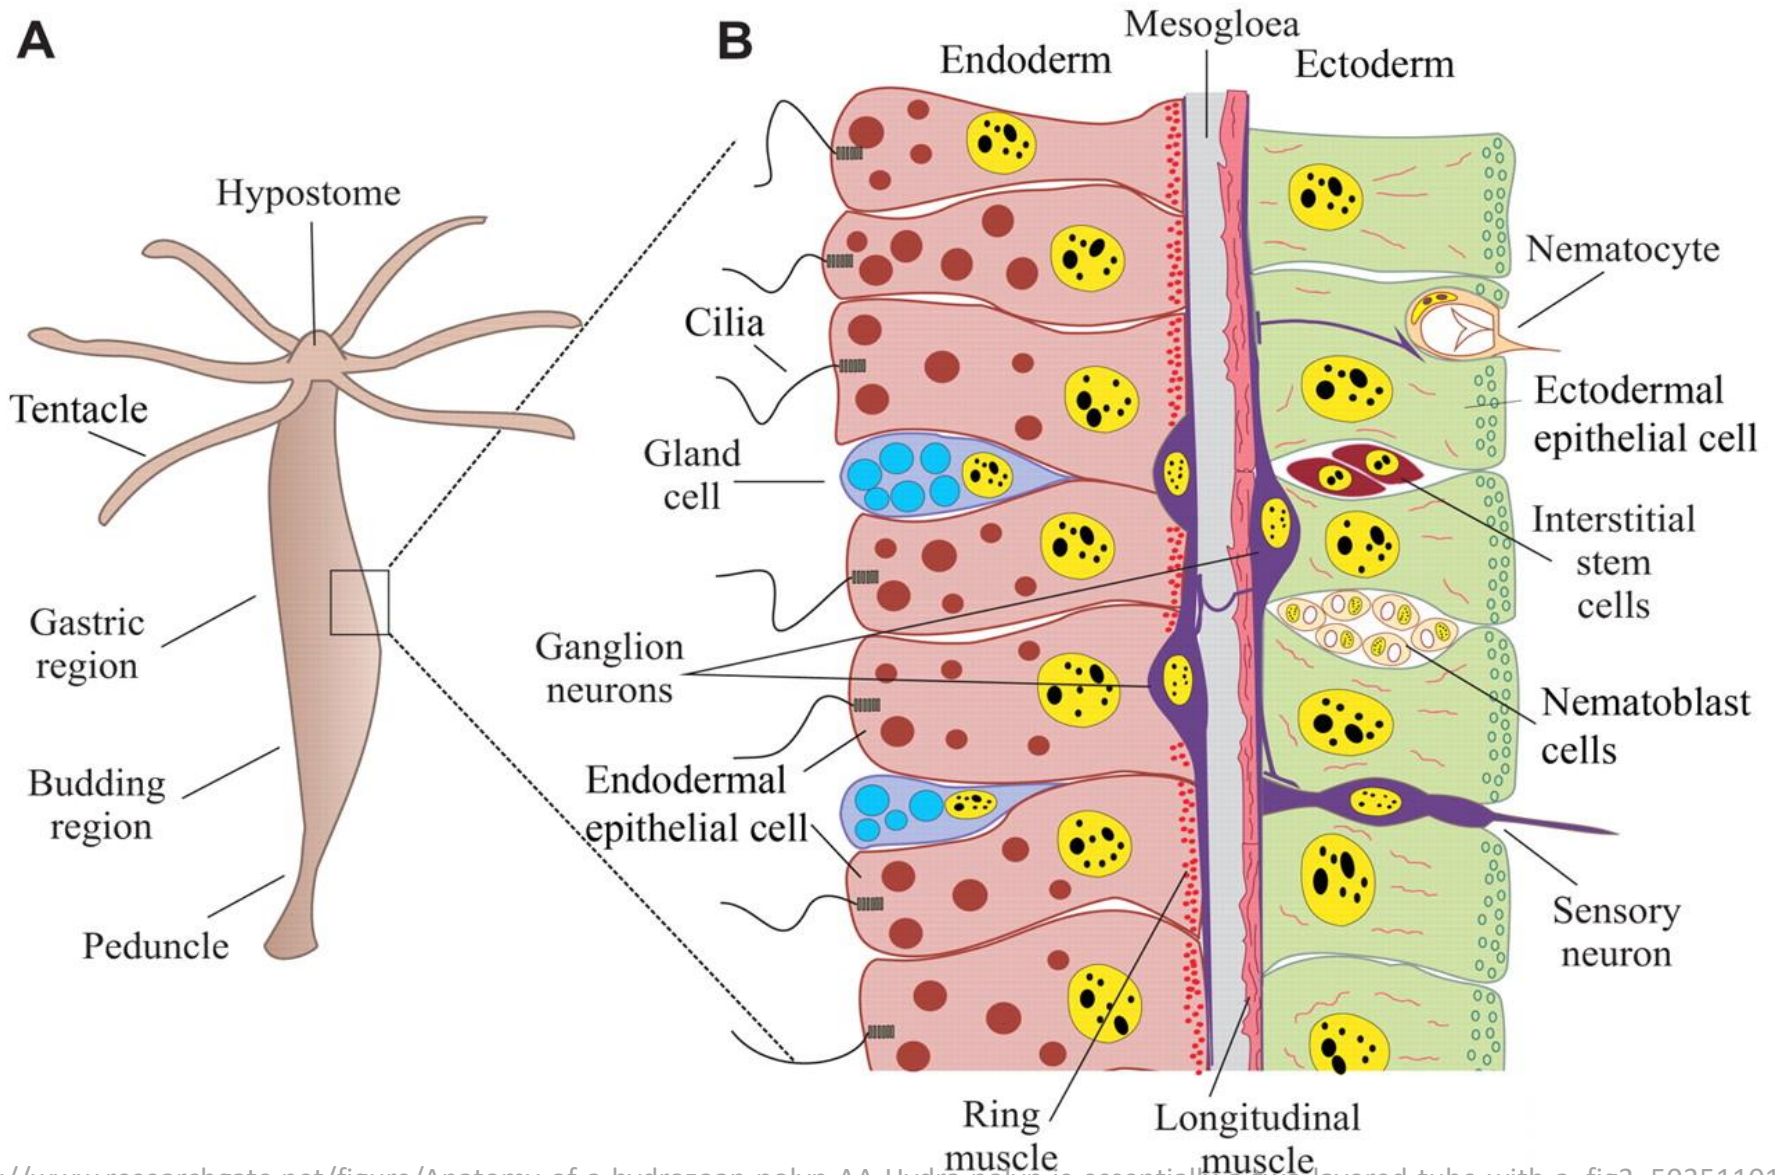 A
B
Mesogloea
Endoderm
Ectoderm
Hypostome
Nematocyte
Cilia
Tentacle
Ectodermal
epithelial cell
Gland
cell
Interstitial
stem
cells
Gastric
region
Ganglion
neurons
Nematoblast
cells
Endodermal
epithelial cell
Budding
region
Sensory
neuron
Peduncle
Ring
muscle
Longitudinal
muscle